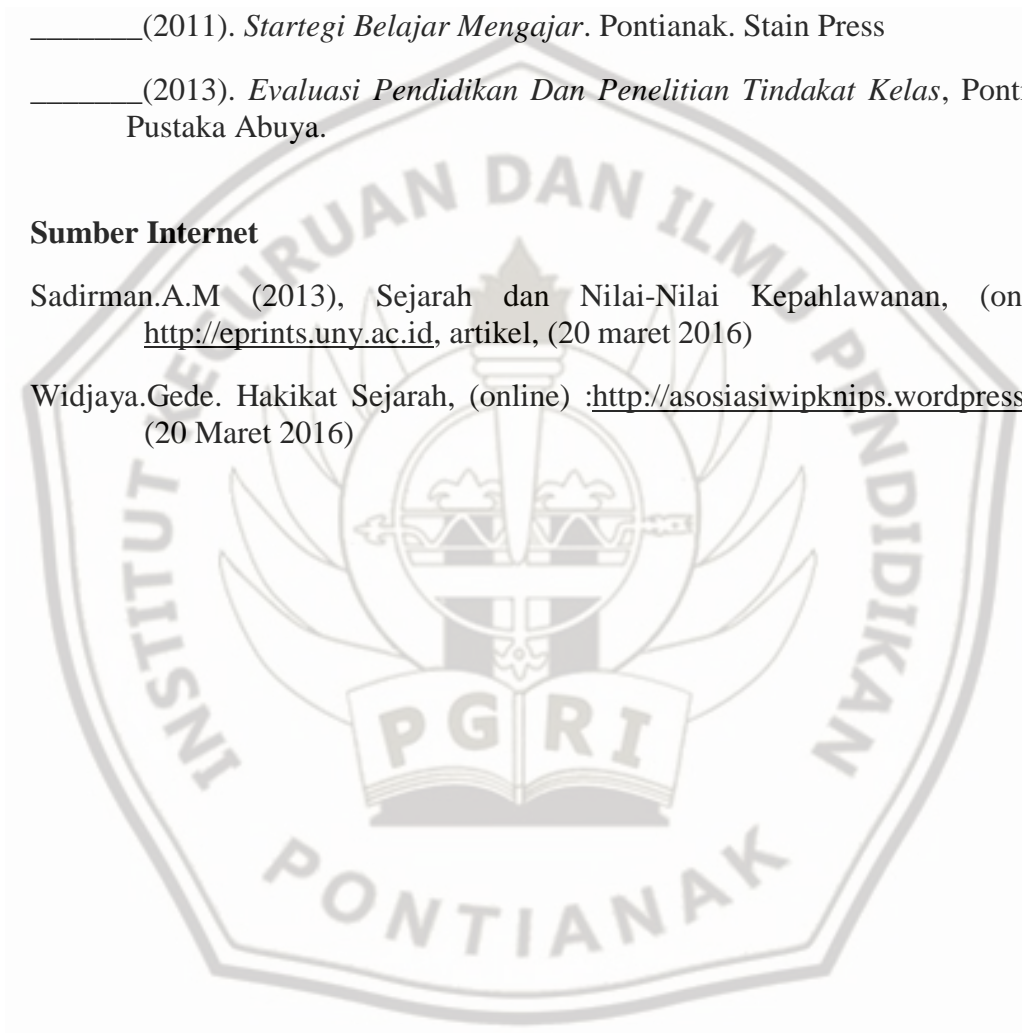 _______(2011). Startegi Belajar Mengajar. Pontianak. Stain Press
_______(2013). Evaluasi Pendidikan Dan Penelitian Tindakat Kelas, Ponti
Pustaka Abuya.
Sumber Internet
Sadirman.A.M (2013), Sejarah dan Nilai-Nilai Kepahlawanan, (on
http://eprints.uny.ac.id, artikel, (20 maret 2016)
Widjaya.Gede. Hakikat Sejarah, (online) :http://asosiasiwipknips.wordpress
(20 Maret 2016)
INSTITUT KEGURUAN DAN ILMU PENDIDIKAN
PGRI
PONTIANAK